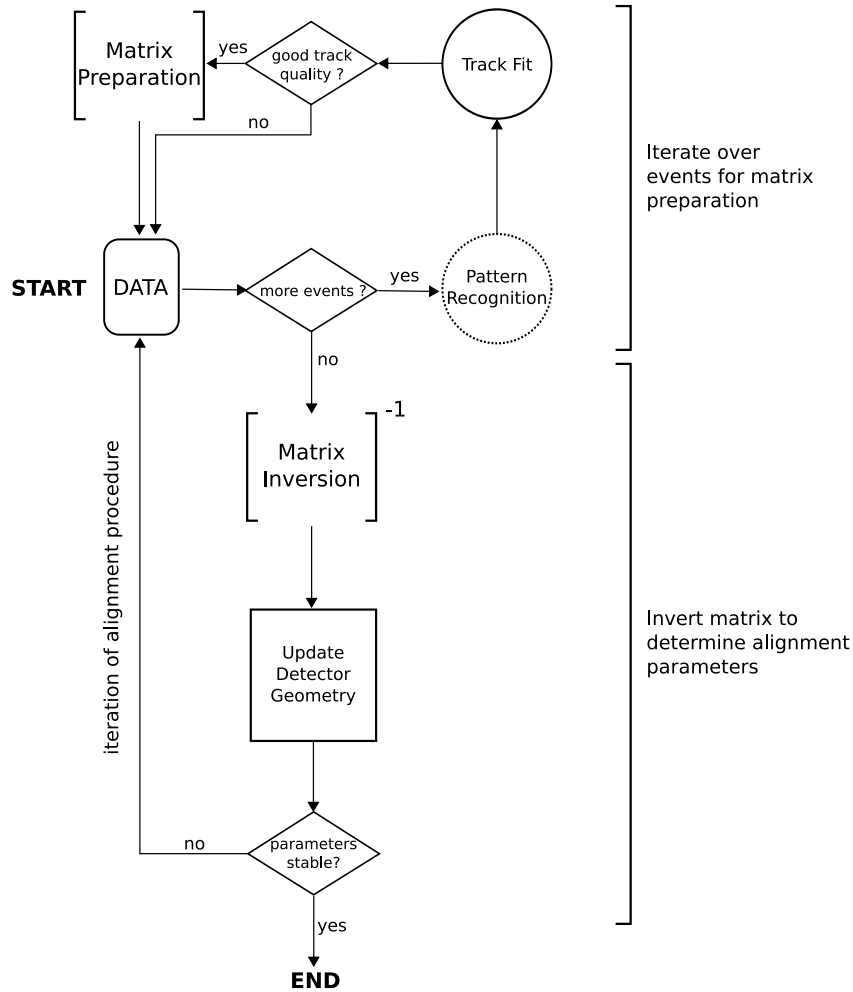 Matrix
Preparation
yes
good track
quality ?
Track Fit
no
Iterate over
events for matrix
preparation
START
DATA
more events ?
yes
Pattern
Recognition
no
Matrix
Inversion
-1
iteration of alignment procedure
Update
Detector
Geometry
Invert matrix to
determine alignment
parameters
no
parameters
stable?
yes
END